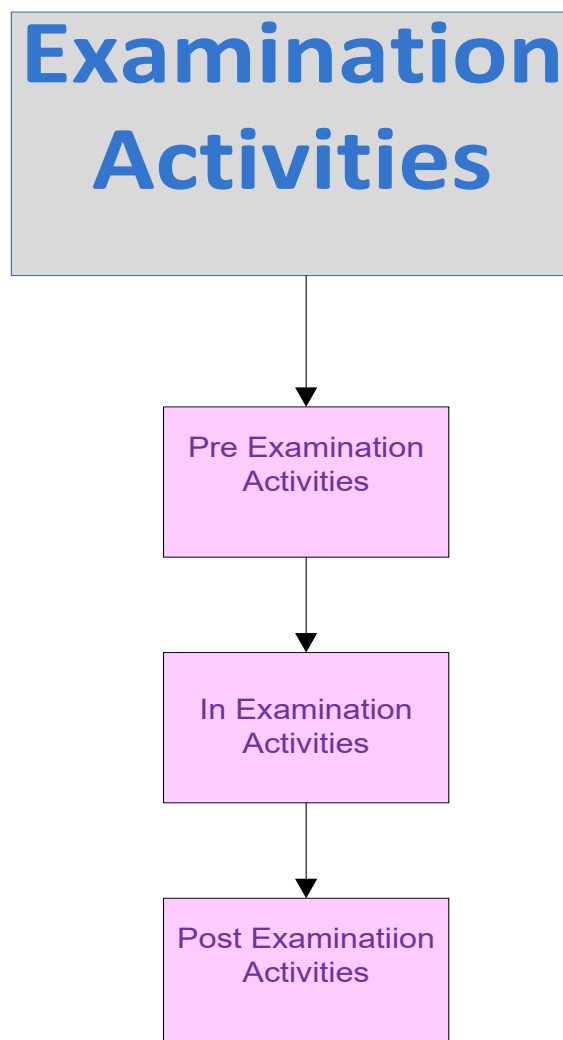 Examination
Activities
Pre Examination
Activities
In Examination
Activities
Post Examinatiion
Activities